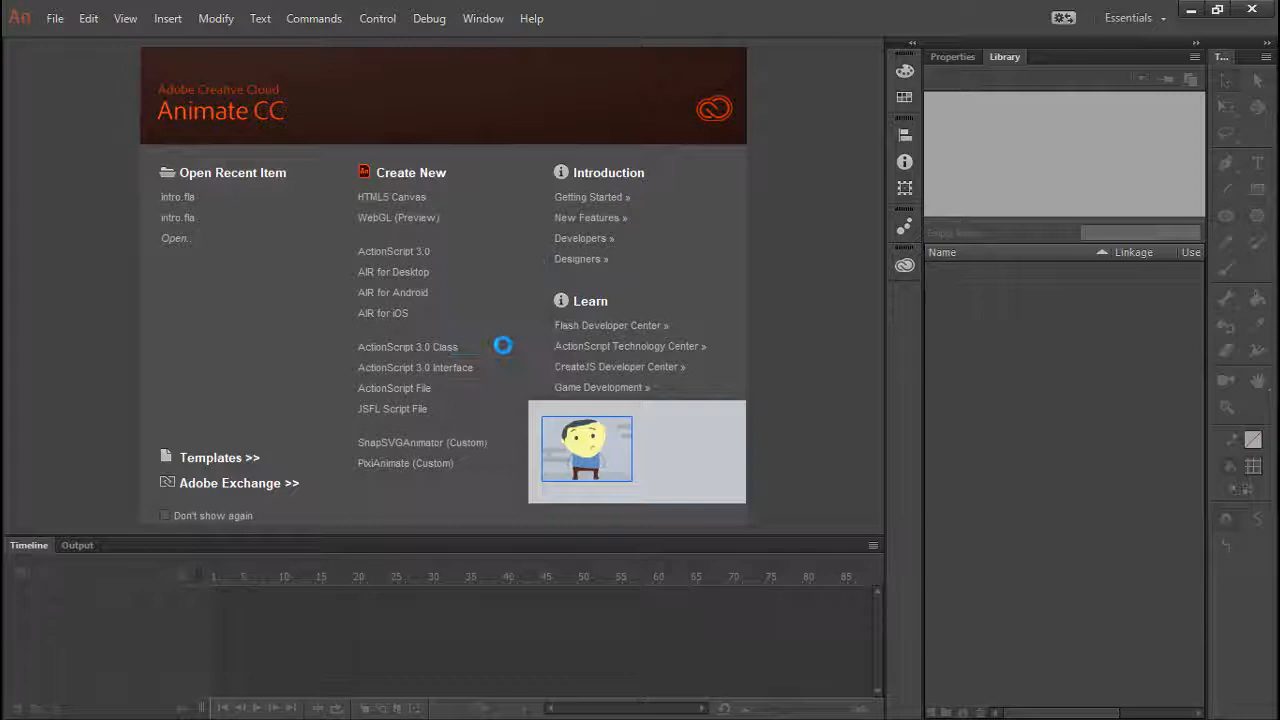 An File Edit View Insert Modify Text Commands Control Debug Window Help Essentials
Properties Library T...
Adobe Creative Cloud
Animate CC
Open Recent Item
intro.fla
intro.fla
Open..
Templates >>
Adobe Exchange >>
Don't show again
Create New
HTML5 Canvas
WebGL (Preview)
ActionScript 3.0
AIR for Desktop
AIR for Android
AIR for iOS
ActionScript 3.0 Class
ActionScript 3.0 Interface
ActionScript File
JSFL Script File
SnapSVGAnimator (Custom)
PixiAnimate (Custom)
Introduction
Getting Started »
New Features »
Developers »
Designers »
Learn
Flash Developer Center »
ActionScript Technology Center »
CreateJS Developer Center »
Game Development »
Name Linkage Use
Timeline Output
1 5 10 15 20 25 30 35 40 45 50 55 60 65 70 75 80 85